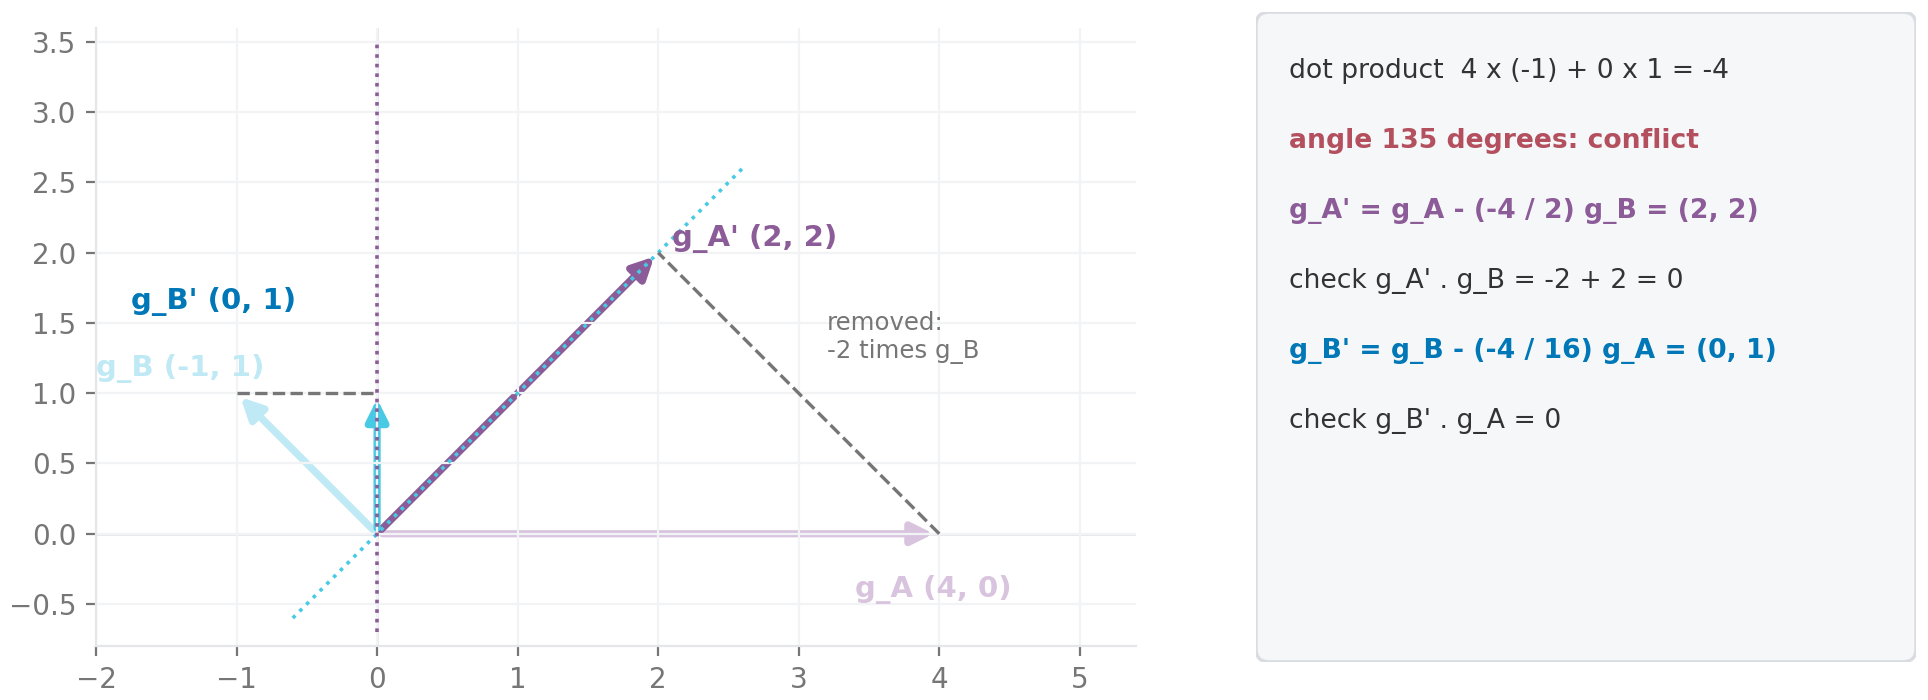 3.5
3.0
2.5
2.0
1.5
1.0
0.5
0.0
−0.5
−2
−1
0
1
2
3
4
5
g_A' (2, 2)
g_B' (0, 1)
removed:
-2 times g_B
g_B (-1, 1)
g_A (4, 0)
dot product  4 x (-1) + 0 x 1 = -4
angle 135 degrees: conflict
g_A' = g_A - (-4 / 2) g_B = (2, 2)
check g_A' . g_B = -2 + 2 = 0
g_B' = g_B - (-4 / 16) g_A = (0, 1)
check g_B' . g_A = 0